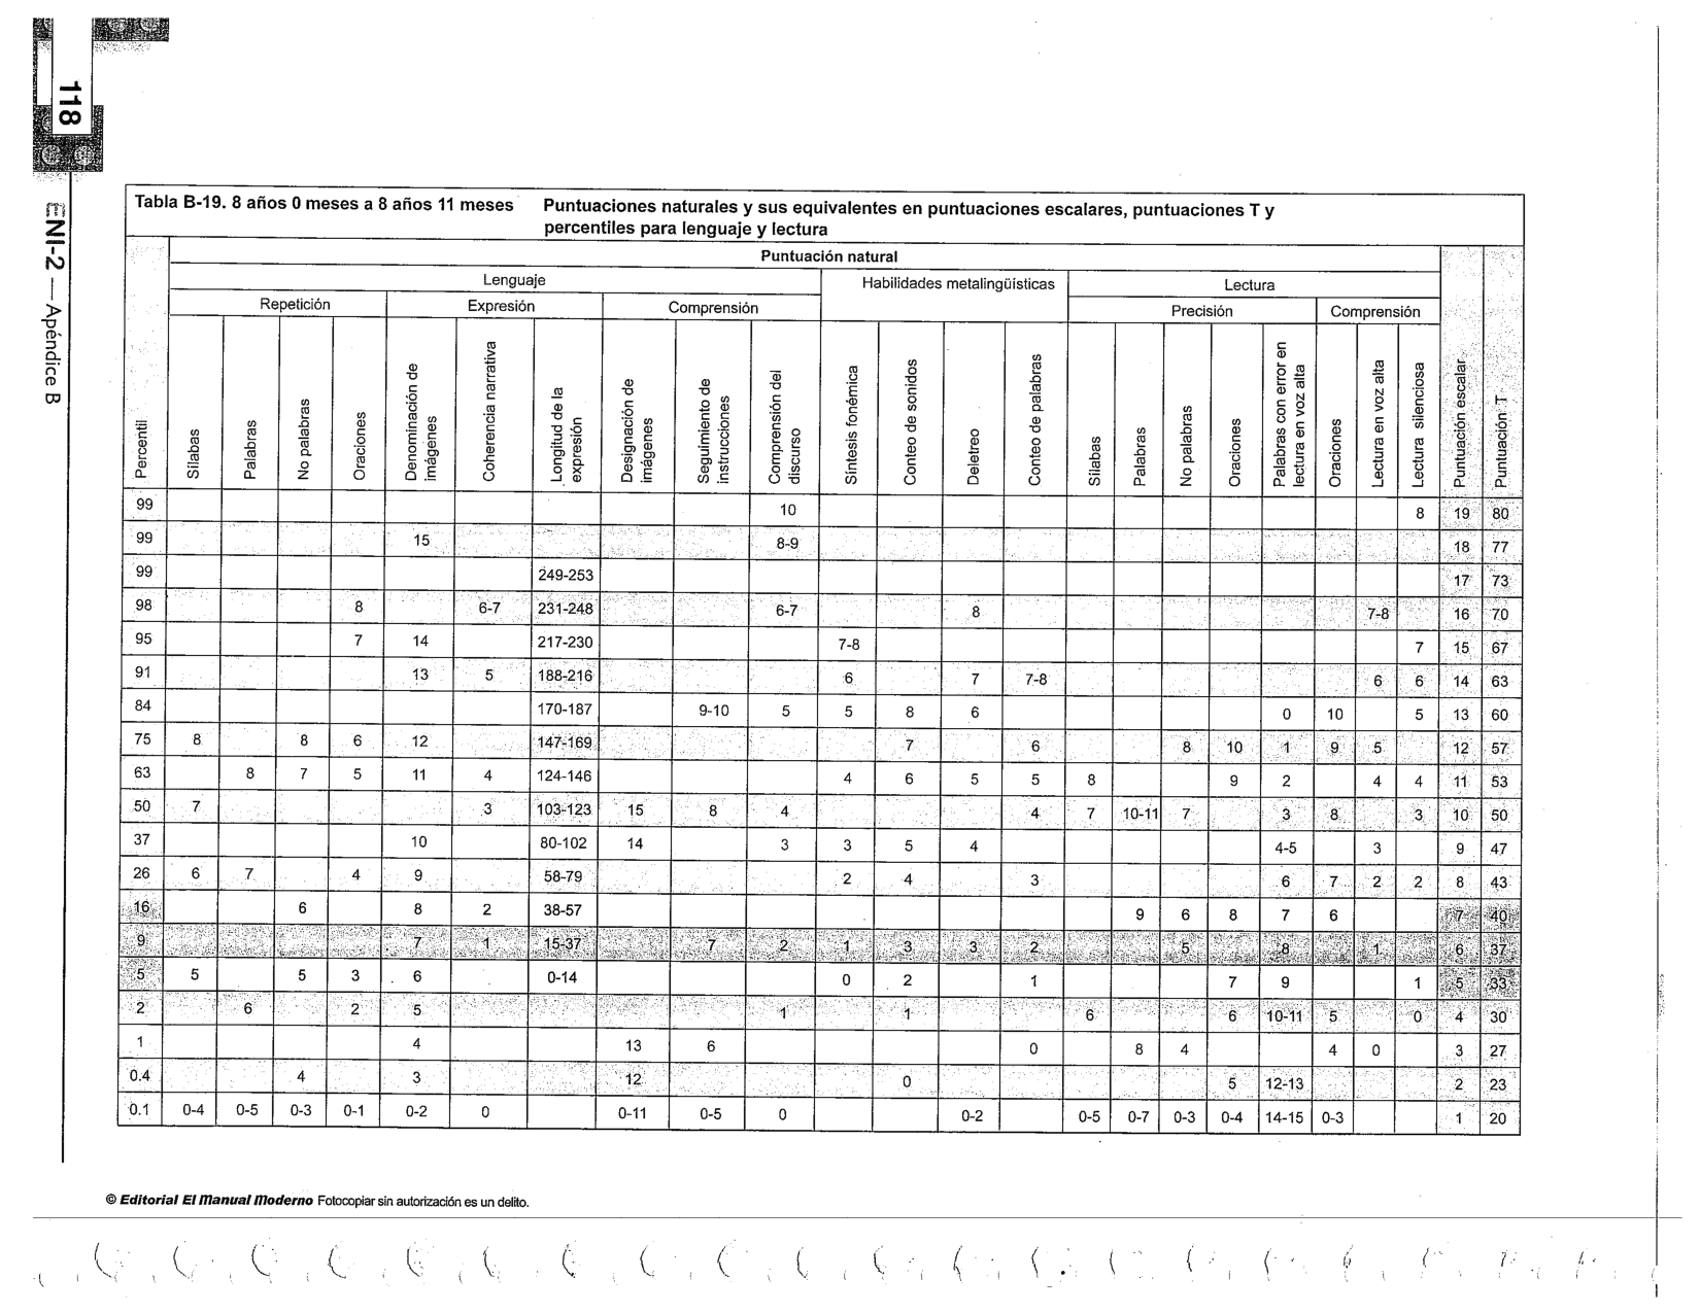 118
ENI-2 — Apéndice B
Tabla B-19. 8 años 0 meses a 8 años 11 meses Puntuaciones naturales y sus equivalentes en puntuaciones escalares, puntuaciones T y
percentiles para lenguaje y lectura
Puntuación natural
Lenguaje Habilidades metalingüísticas Lectura
Repetición Expresión Comprensión Precisión Comprensión
Percentil Sílabas Palabras No palabras Oraciones Denominación de imágenes Coherencia narrativa Longitud de la expresión Designación de imágenes Seguimiento de instrucciones Comprensión del discurso Síntesis fonémica Conteo de sonidos Deletreo Conteo de palabras Sílabas Palabras No palabras Oraciones Palabras con error en lectura en voz alta Oraciones Lectura en voz alta Lectura silenciosa Puntuación escalar Puntuación T
99 10 8 19 80
99 15 8-9 18 77
99 249-253 17 73
98 8 6-7 231-248 6-7 8 7-8 16 70
95 7 14 217-230 7-8 7 15 67
91 13 5 188-216 6 7 7-8 6 6 14 63
84 170-187 9-10 5 5 8 6 0 10 5 13 60
75 8 8 6 12 147-169 7 6 8 10 1 9 5 12 57
63 8 7 5 11 4 124-146 4 6 5 5 8 9 2 4 4 11 53
50 7 3 103-123 15 8 4 4 7 10-11 7 3 8 3 10 50
37 10 80-102 14 3 3 5 4 4-5 3 9 47
26 6 7 4 9 58-79 2 4 3 6 7 2 2 8 43
16 6 8 2 38-57 9 6 8 7 6 7 40
9 7 1 15-37 7 2 1 3 3 2 5 8 1 6 37
5 5 5 3 6 0-14 0 2 1 7 9 1 5 33
2 6 2 5 1 1 6 6 10-11 5 0 4 30
1 4 13 6 0 8 4 4 0 3 27
0.4 4 3 12 0 5 12-13 2 23
0.1 0-4 0-5 0-3 0-1 0-2 0 0-11 0-5 0 0-2 0-5 0-7 0-3 0-4 14-15 0-3 1 20
© Editorial El Manual Moderno Fotocopiar sin autorización es un delito.